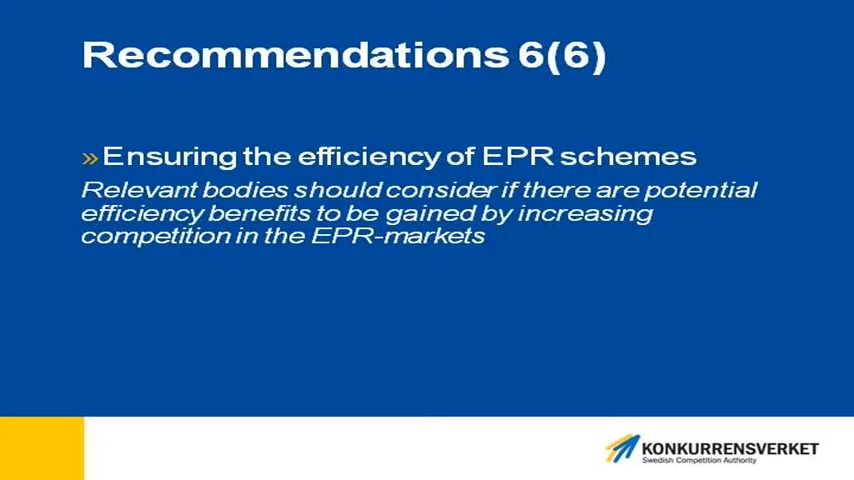 Recommendations 6(6)
» Ensuring the efficiency of EPR schemes
Relevant bodies should consider if there are potential
efficiency benefits to be gained by increasing
competition in the EPR-markets
KONKURRENSVERKET
Swedish Competition Authority